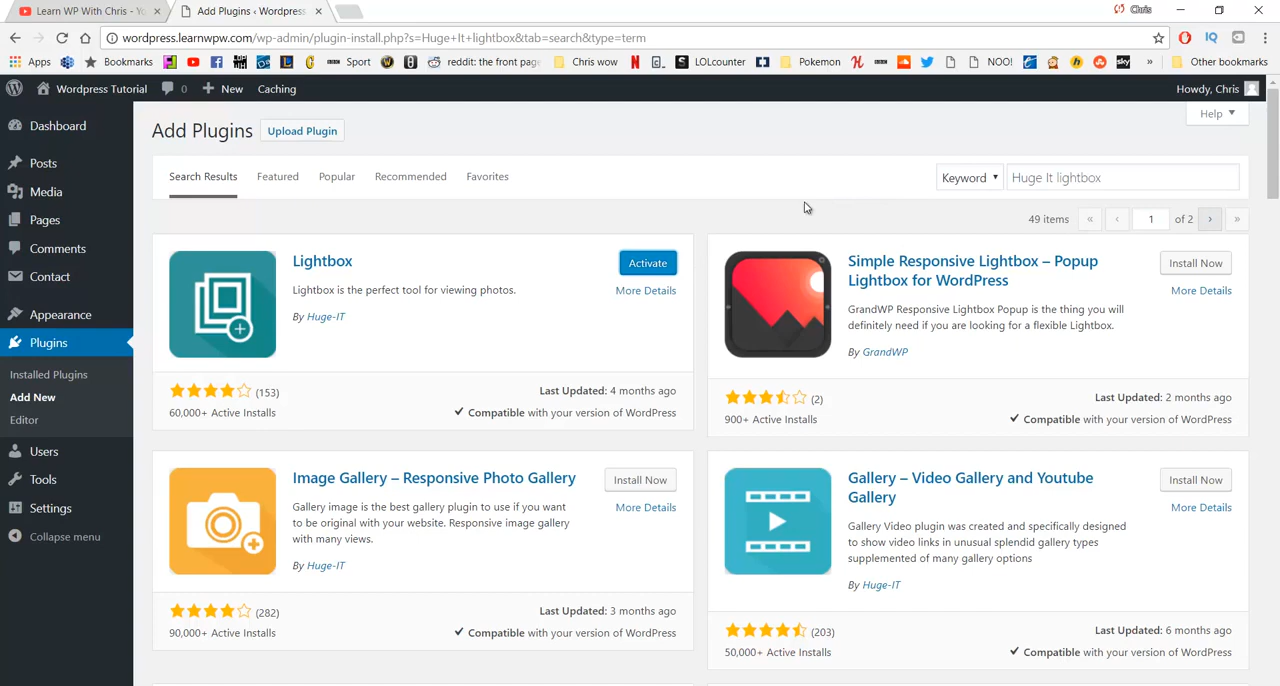 Learn WP With Chris - Yo
Add Plugins ‹ Wordpress
Chris
wordpress.learnwpw.com/wp-admin/plugin-install.php?s=Huge+It+lightbox&tab=search&type=term
Apps
Bookmarks
Sport
reddit: the front page
Chris wow
LOLcounter
Pokemon
NOO!
sky
»
Other bookmarks
Wordpress Tutorial
0
New
Caching
Howdy, Chris
Dashboard
Posts
Media
Pages
Comments
Contact
Appearance
Plugins
Installed Plugins
Add New
Editor
Users
Tools
Settings
Collapse menu
Help ▼
Add Plugins
Upload Plugin
Search Results
Featured
Popular
Recommended
Favorites
Keyword ▾
Huge It lightbox
49 items « ‹ 1 of 2 › »
Lightbox
Activate
Lightbox is the perfect tool for viewing photos.
More Details
By Huge-IT
(153)
Last Updated: 4 months ago
60,000+ Active Installs
✔ Compatible with your version of WordPress
Simple Responsive Lightbox – Popup
Lightbox for WordPress
Install Now
More Details
GrandWP Responsive Lightbox Popup is the thing you will
definitely need if you are looking for a flexible Lightbox.
By GrandWP
(2)
Last Updated: 2 months ago
900+ Active Installs
✔ Compatible with your version of WordPress
Image Gallery – Responsive Photo Gallery
Install Now
More Details
Gallery image is the best gallery plugin to use if you want
to be original with your website. Responsive image gallery
with many views.
By Huge-IT
(282)
Last Updated: 3 months ago
90,000+ Active Installs
✔ Compatible with your version of WordPress
Gallery – Video Gallery and Youtube
Gallery
Install Now
More Details
Gallery Video plugin was created and specifically designed
to show video links in unusual splendid gallery types
supplemented of many gallery options
By Huge-IT
(203)
Last Updated: 6 months ago
50,000+ Active Installs
✔ Compatible with your version of WordPress